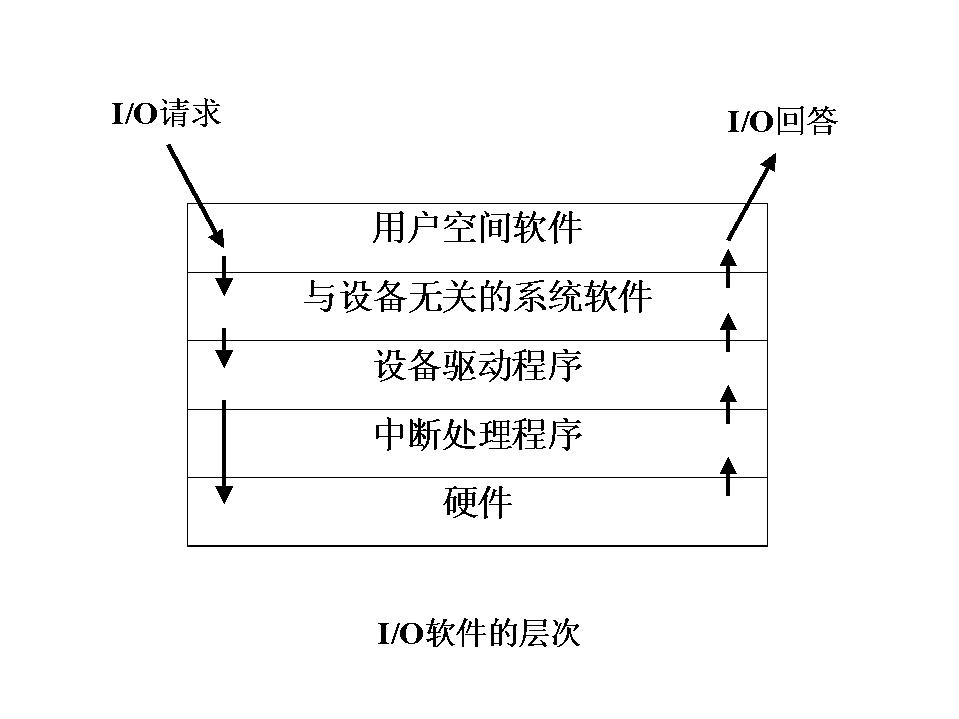 I/O请求
I/O回答
用户空间软件
与设备无关的系统软件
设备驱动程序
中断处理程序
硬件
I/O软件的层次